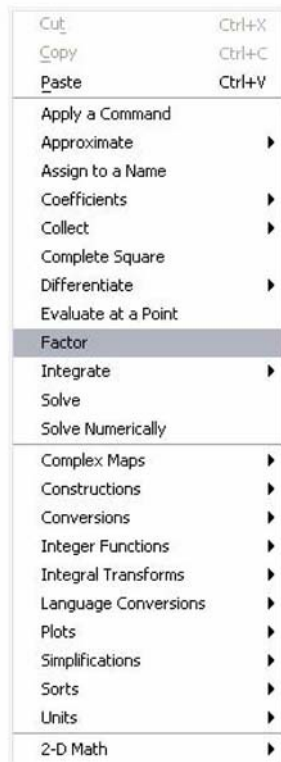 Cut Ctrl+X
Copy Ctrl+C
Paste Ctrl+V
Apply a Command
Approximate
Assign to a Name
Coefficients
Collect
Complete Square
Differentiate
Evaluate at a Point
Factor
Integrate
Solve
Solve Numerically
Complex Maps
Constructions
Conversions
Integer Functions
Integral Transforms
Language Conversions
Plots
Simplifications
Sorts
Units
2-D Math